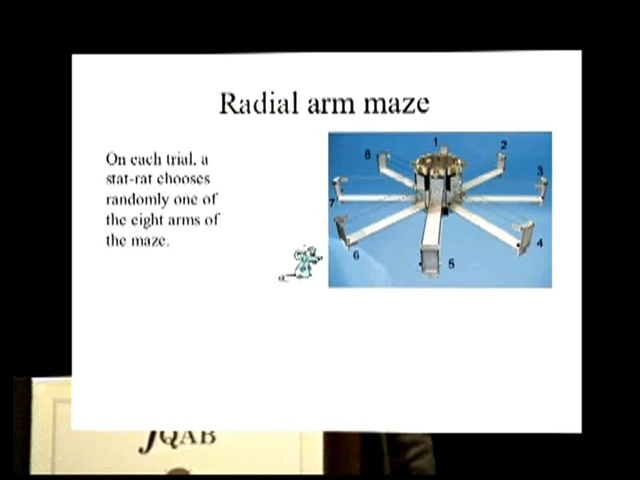 Radial arm maze
On each trial, a
stat-rat chooses
randomly one of
the eight arms of
the maze.
1
2
8
3
7
4
6
5
JQAB